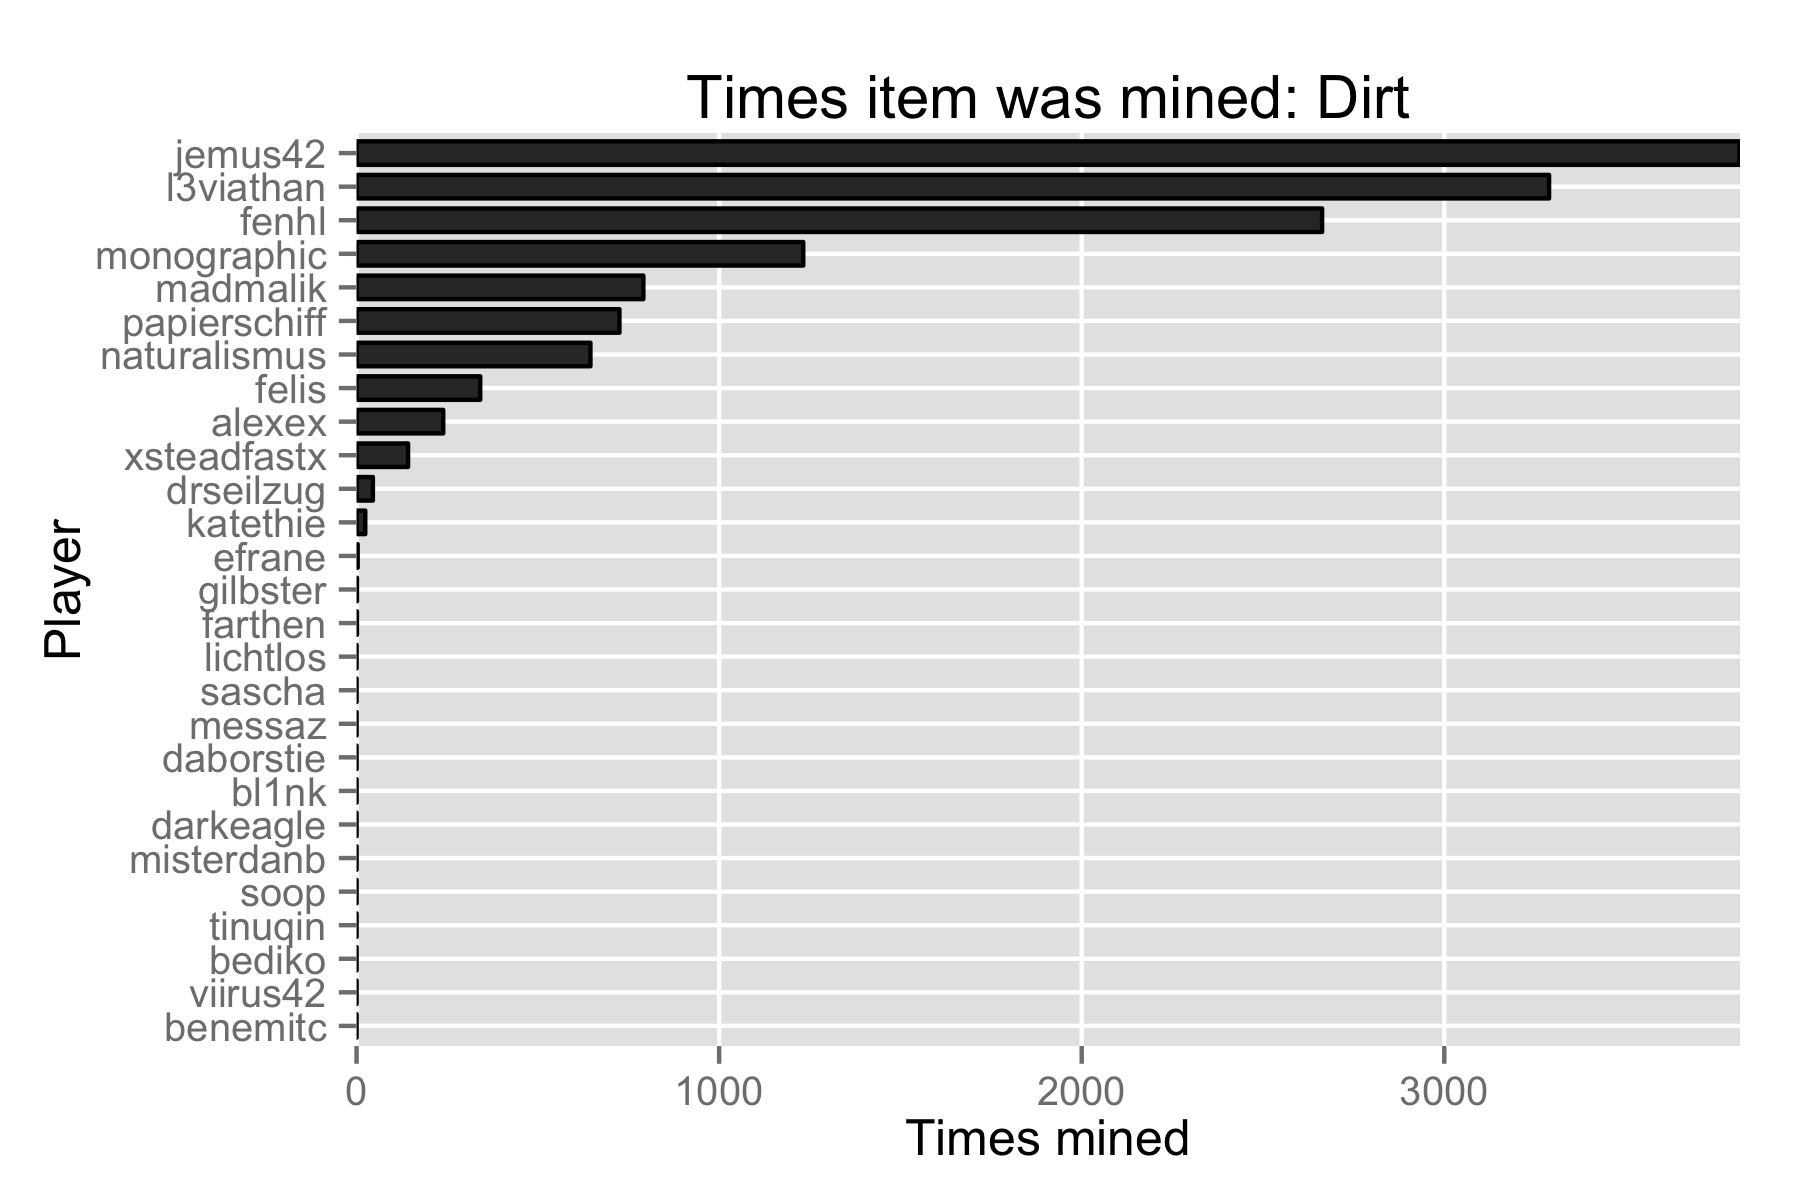 Times item was mined: Dirt
jemus42
l3viathan
fenhl
monographic
madmalik
papierschiff
naturalismus
felis
alexex
xsteadfastx
drseilzug
katethie
efrane
gilbster
farthen
lichtlos
sascha
messaz
daborstie
bl1nk
darkeagle
misterdanb
soop
tinuqin
bediko
viirus42
benemitc
Player
0 1000 2000 3000
Times mined